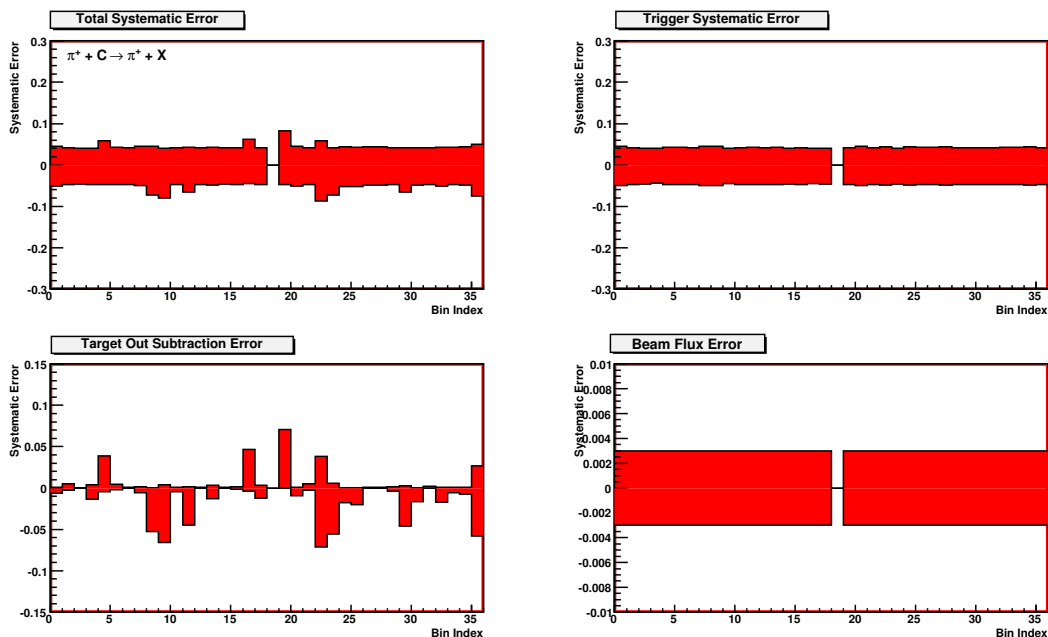 Total Systematic Error
Systematic Error
0.3
0.2
0.1
0
-0.1
-0.2
-0.3
π⁺ + C → π⁺ + X
0 5 10 15 20 25 30 35
Bin Index
Trigger Systematic Error
Systematic Error
0.3
0.2
0.1
0
-0.1
-0.2
-0.3
0 5 10 15 20 25 30 35
Bin Index
Target Out Subtraction Error
Systematic Error
0.15
0.1
0.05
0
-0.05
-0.1
-0.15
0 5 10 15 20 25 30 35
Bin Index
Beam Flux Error
Systematic Error
0.01
0.008
0.006
0.004
0.002
0
-0.002
-0.004
-0.006
-0.008
-0.01
0 5 10 15 20 25 30 35
Bin Index